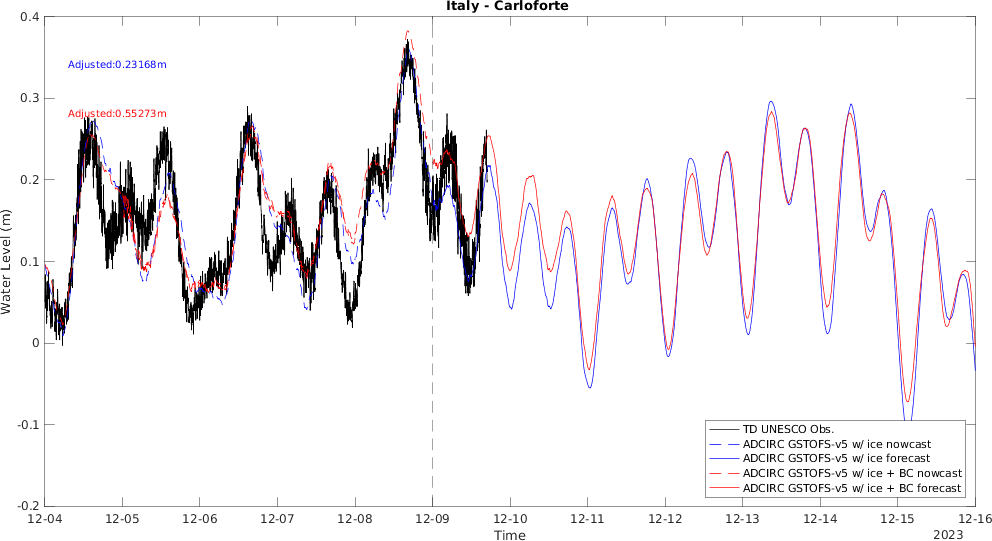 Italy - Carloforte
Adjusted:0.23168m
Adjusted:0.55273m
Water Level (m)
0.4
0.3
0.2
0.1
0
-0.1
-0.2
TD UNESCO Obs.
ADCIRC GSTOFS-v5 w/ ice nowcast
ADCIRC GSTOFS-v5 w/ ice forecast
ADCIRC GSTOFS-v5 w/ ice + BC nowcast
ADCIRC GSTOFS-v5 w/ ice + BC forecast
12-04 12-05 12-06 12-07 12-08 12-09 12-10 12-11 12-12 12-13 12-14 12-15 12-16
Time
2023